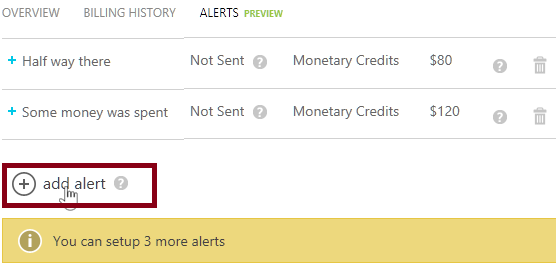 OVERVIEW BILLING HISTORY ALERTS PREVIEW
+ Half way there Not Sent ? Monetary Credits $80 ?
+ Some money was spent Not Sent ? Monetary Credits $120 ?
+ add alert ?
i You can setup 3 more alerts